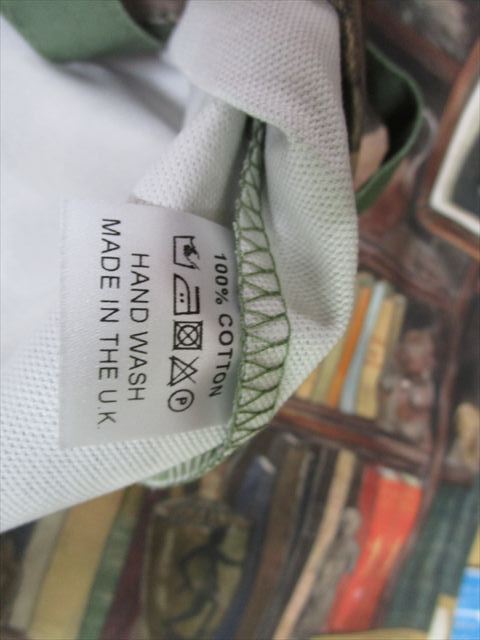 100% COTTON
P
HAND WASH
MADE IN THE U.K.